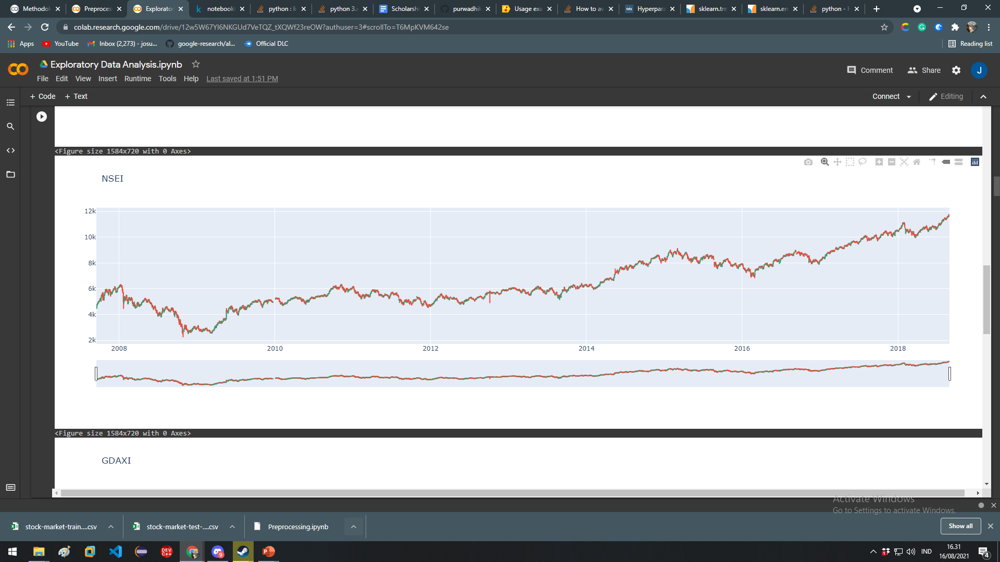 Methodol
Preproces
Explorator
notebook
python : li
python 3.
Scholarshi
purwadhi
Usage exa
How to av
Hyperpara
sklearn.tre
sklearn.en
python -
colab.research.google.com/drive/12w5W67Yl6NKGUd7VeTQZ_tXQWf23reOW?authuser=3#scrollTo=T6MpKVM642se
Apps
YouTube
Inbox (2,273) - josu...
google-research/al...
Official DLC
Reading list
Exploratory Data Analysis.ipynb
Comment
Share
J
File Edit View Insert Runtime Tools Help Last saved at 1:51 PM
+ Code + Text
Connect
Editing
<Figure size 1584x720 with 0 Axes>
NSEI
12k
10k
8k
6k
4k
2k
2008 2010 2012 2014 2016 2018
<Figure size 1584x720 with 0 Axes>
GDAXI
Activate Windows
Go to Settings to activate Windows.
stock-market-train....csv
stock-market-test-....csv
Preprocessing.ipynb
Show all
DEV
C++
9
IND
16.31
16/08/2021
4